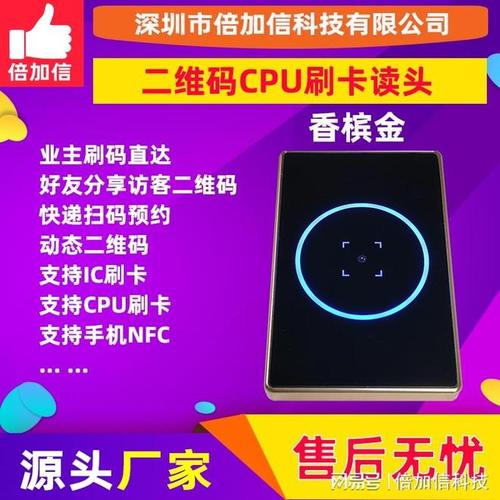 倍加信
深圳市倍加信科技有限公司
二维码CPU刷卡读头
香槟金
业主刷码直达
好友分享访客二维码
快递扫码预约
动态二维码
支持IC刷卡
支持CPU刷卡
支持手机NFC
... ...
源头厂家
售后无忧
网易号 / 倍加信科技